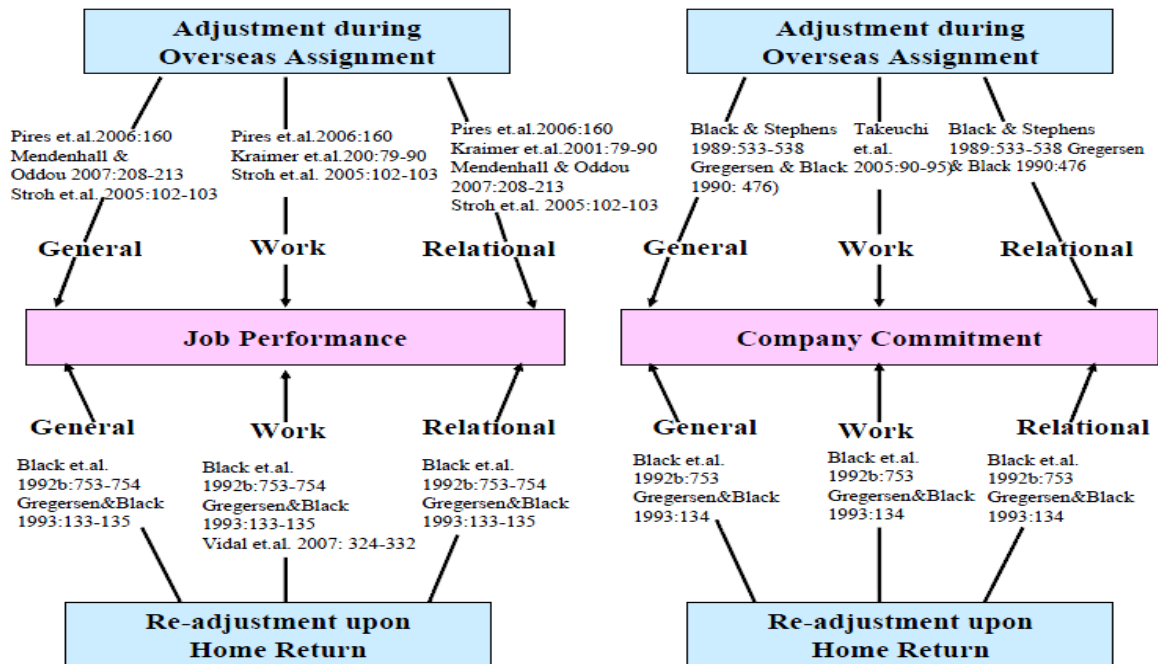 Adjustment during
Overseas Assignment
Pires et.al.2006:160
Mendenhall &
Oddou 2007:208-213
Stroh et.al. 2005:102-103
Pires et.al.2006:160
Kraimer et.al.200:79-90
Stroh et.al. 2005:102-103
Pires et.al.2006:160
Kraimer et.al.2001:79-90
Mendenhall & Oddou
2007:208-213
Stroh et.al. 2005:102-103
General
Work
Relational
Job Performance
General
Work
Relational
Black et.al.
1992b:753-754
Gregersen&Black
1993:133-135
Black et.al.
1992b:753-754
Gregersen&Black
1993:133-135
Vidal et.al. 2007: 324-332
Black et.al.
1992b:753-754
Gregersen&Black
1993:133-135
Re-adjustment upon
Home Return
Adjustment during
Overseas Assignment
Black & Stephens
1989:533-538
Gregersen & Black
1990: 476)
Takeuchi
et.al.
2005:90-95)
Black & Stephens
1989:533-538 Gregersen
& Black 1990:476
General
Work
Relational
Company Commitment
General
Work
Relational
Black et.al.
1992b:753
Gregersen&Black
1993:134
Black et.al.
1992b:753
Gregersen&Black
1993:134
Black et.al.
1992b:753
Gregersen&Black
1993:134
Re-adjustment upon
Home Return